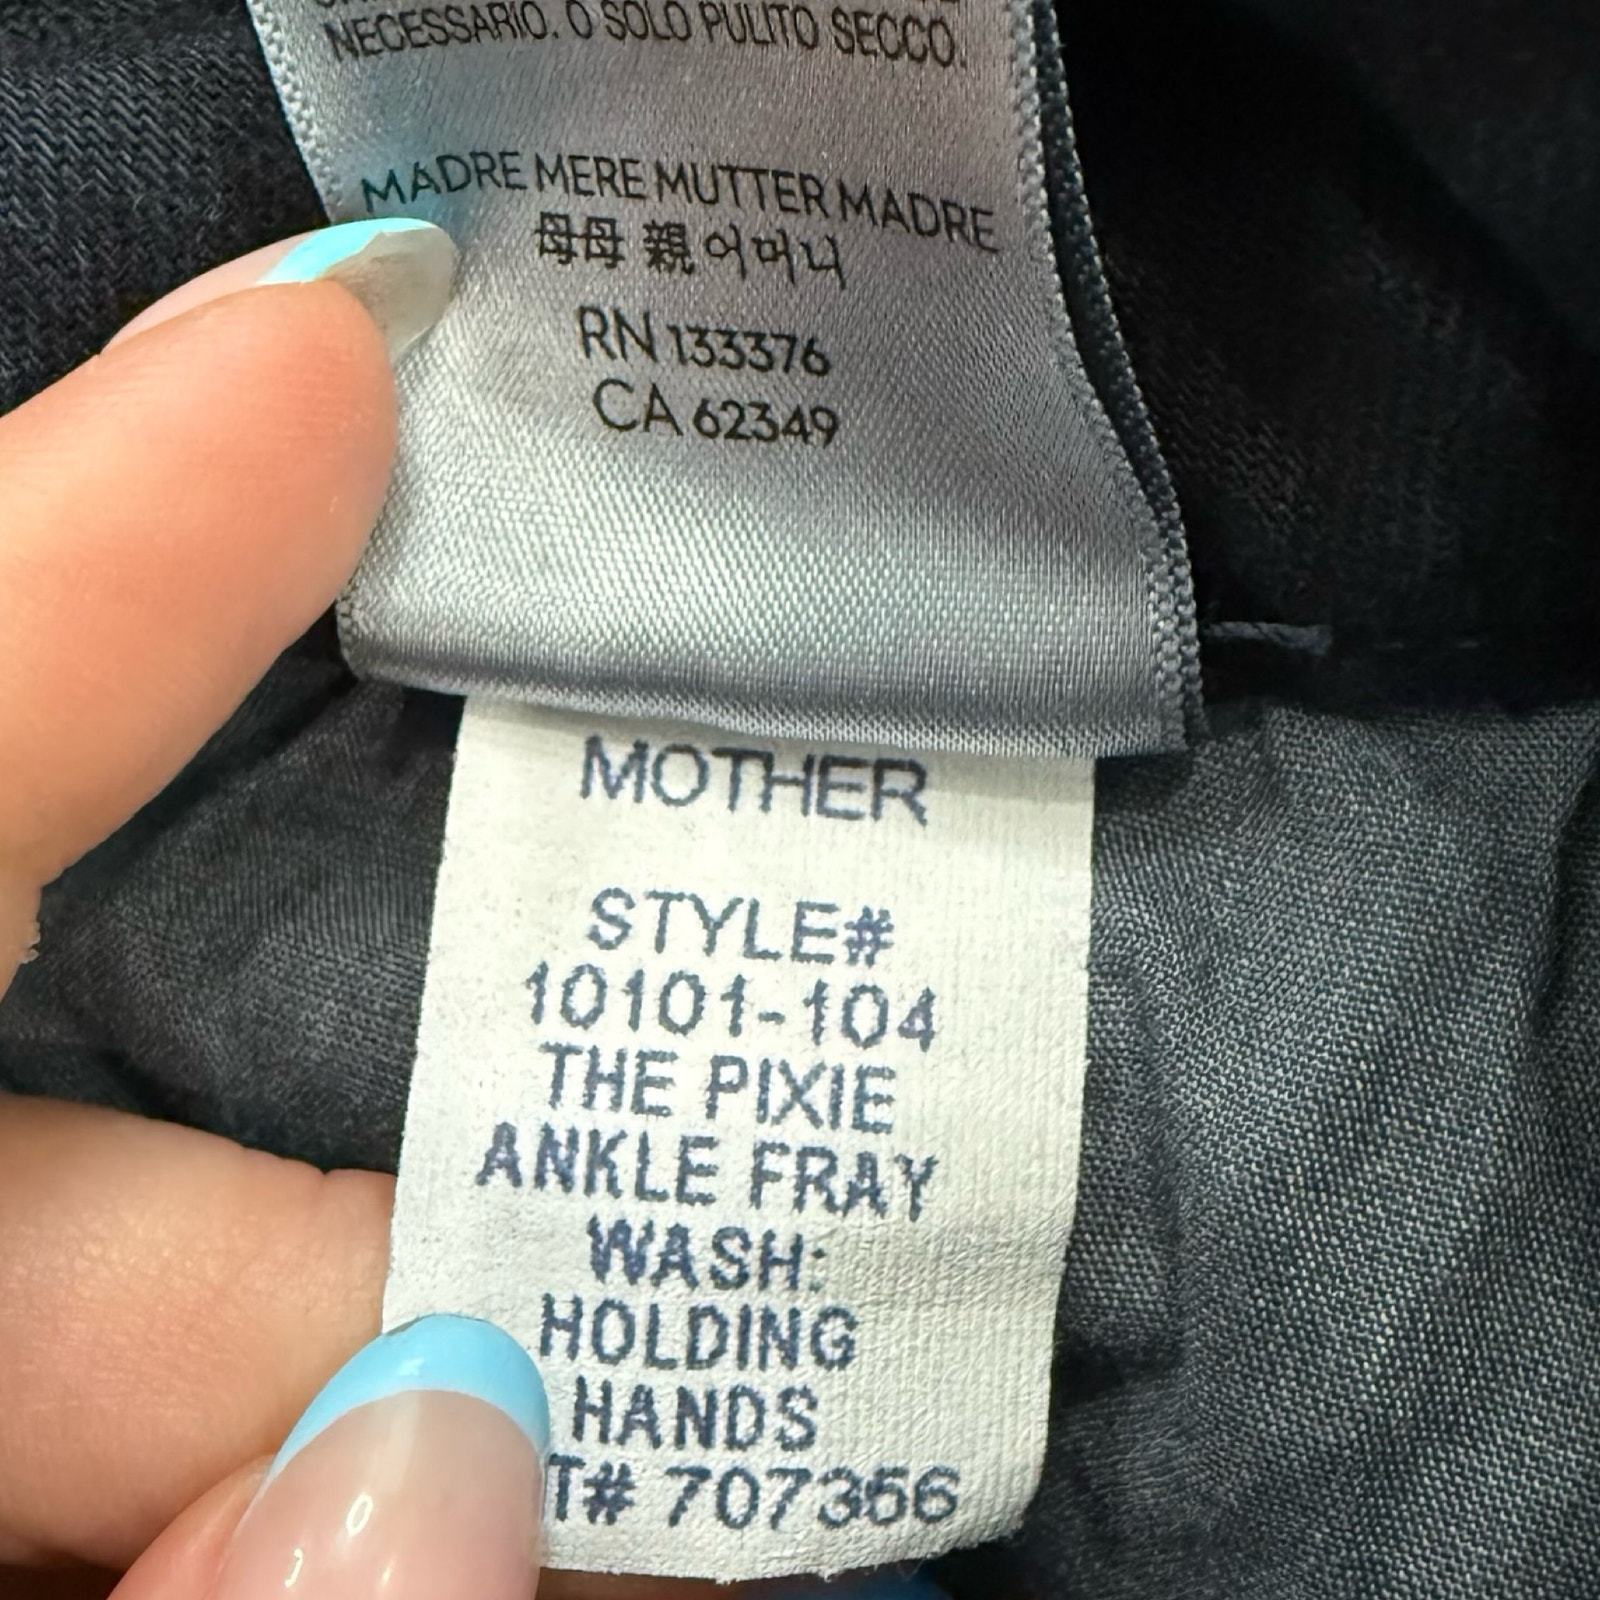 NECESSARIO. O SOLO PULITO SECCO.
MADRE MERE MUTTER MADRE
母母 親 어머니
RN 133376
CA 62349
MOTHER
STYLE#
10101-104
THE PIXIE
ANKLE FRAY
WASH:
HOLDING
HANDS
T# 707366